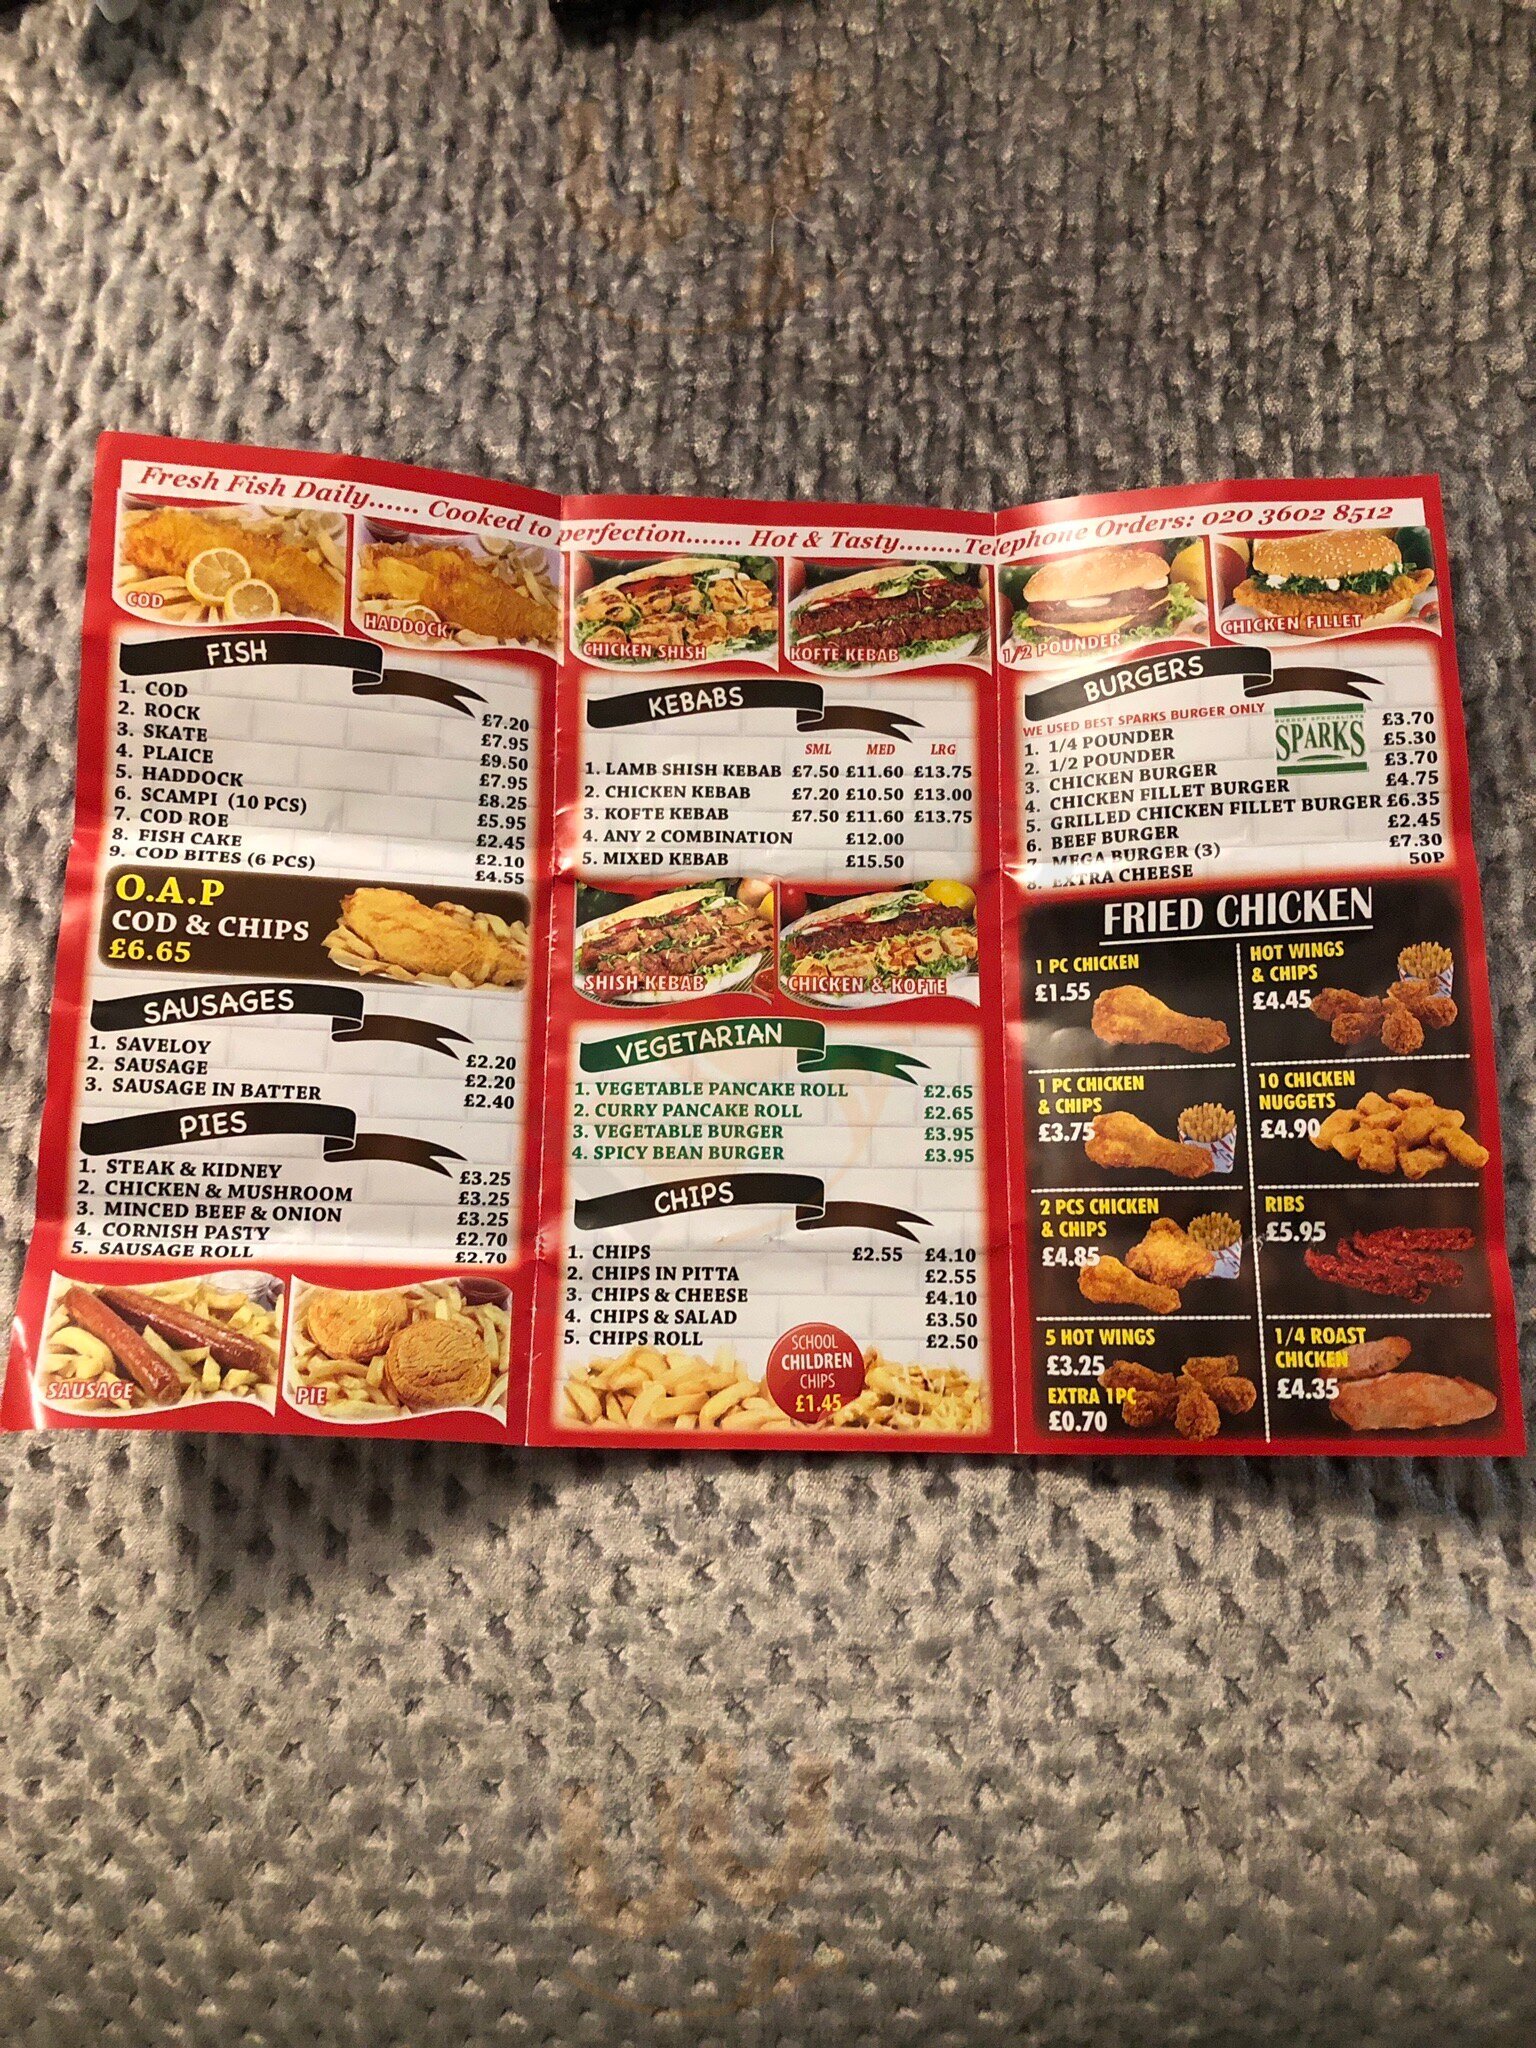 Fresh Fish Daily...... Cooked to perfection....... Hot & Tasty........Telephone Orders: 020 3602 8512
COD
HADDOCK
FISH
1. COD £7.20
2. ROCK £7.95
3. SKATE £9.50
4. PLAICE £7.95
5. HADDOCK £8.25
6. SCAMPI (10 PCS) £5.95
7. COD ROE £2.45
8. FISH CAKE £2.10
9. COD BITES (6 PCS) £4.55
O.A.P
COD & CHIPS
£6.65
SAUSAGES
1. SAVELOY £2.20
2. SAUSAGE £2.20
3. SAUSAGE IN BATTER £2.40
PIES
1. STEAK & KIDNEY £3.25
2. CHICKEN & MUSHROOM £3.25
3. MINCED BEEF & ONION £3.25
4. CORNISH PASTY £2.70
5. SAUSAGE ROLL £2.70
SAUSAGE
PIE
CHICKEN SHISH
KOFTE KEBAB
KEBABS
SML MED LRG
1. LAMB SHISH KEBAB £7.50 £11.60 £13.75
2. CHICKEN KEBAB £7.20 £10.50 £13.00
3. KOFTE KEBAB £7.50 £11.60 £13.75
4. ANY 2 COMBINATION £12.00
5. MIXED KEBAB £15.50
SHISH KEBAB
CHICKEN & KOFTE
VEGETARIAN
1. VEGETABLE PANCAKE ROLL £2.65
2. CURRY PANCAKE ROLL £2.65
3. VEGETABLE BURGER £3.95
4. SPICY BEAN BURGER £3.95
CHIPS
1. CHIPS £2.55 £4.10
2. CHIPS IN PITTA £2.55
3. CHIPS & CHEESE £4.10
4. CHIPS & SALAD £3.50
5. CHIPS ROLL £2.50
SCHOOL
CHILDREN
CHIPS
£1.45
1/2 POUNDER
CHICKEN FILLET
BURGERS
WE USED BEST SPARKS BURGER ONLY
BURGER SPECIALISTS
SPARKS
1. 1/4 POUNDER £3.70
2. 1/2 POUNDER £5.30
3. CHICKEN BURGER £3.70
4. CHICKEN FILLET BURGER £4.75
5. GRILLED CHICKEN FILLET BURGER £6.35
6. BEEF BURGER £2.45
7. MEGA BURGER (3) £7.30
8. EXTRA CHEESE 50P
FRIED CHICKEN
1 PC CHICKEN
£1.55
HOT WINGS
& CHIPS
£4.45
1 PC CHICKEN
& CHIPS
£3.75
10 CHICKEN
NUGGETS
£4.90
2 PCS CHICKEN
& CHIPS
£4.85
RIBS
£5.95
5 HOT WINGS
£3.25
EXTRA 1PC
£0.70
1/4 ROAST
CHICKEN
£4.35